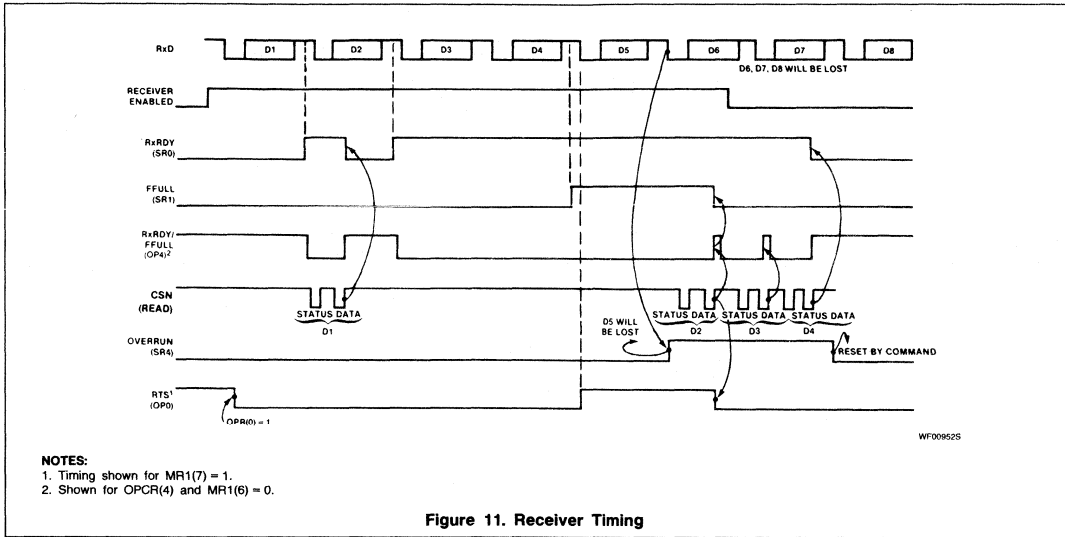 RxD D1 D2 D3 D4 D5 D6 D7 D8
D6, D7, D8 WILL BE LOST
RECEIVER
ENABLED
RxRDY
(SR0)
FFULL
(SR1)
RxRDY/
FFULL
(OP4)2
CSN
(READ)
STATUS DATA
D1
STATUS DATA STATUS DATA STATUS DATA
D2 D3 D4
D5 WILL
BE LOST
OVERRUN
(SR4)
RESET BY COMMAND
RTS1
(OP0)
OPR(0) = 1
WF00952S
NOTES:
1. Timing shown for MR1(7) = 1.
2. Shown for OPCR(4) and MR1(6) = 0.
Figure 11. Receiver Timing